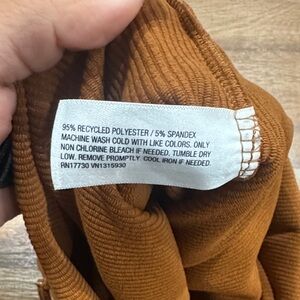 95% RECYCLED POLYESTER / 5% SPANDEX
MACHINE WASH COLD WITH LIKE COLORS. ONLY
NON CHLORINE BLEACH IF NEEDED. TUMBLE DRY
LOW. REMOVE PROMPTLY. COOL IRON IF NEEDED.
RN17730 VN1315930